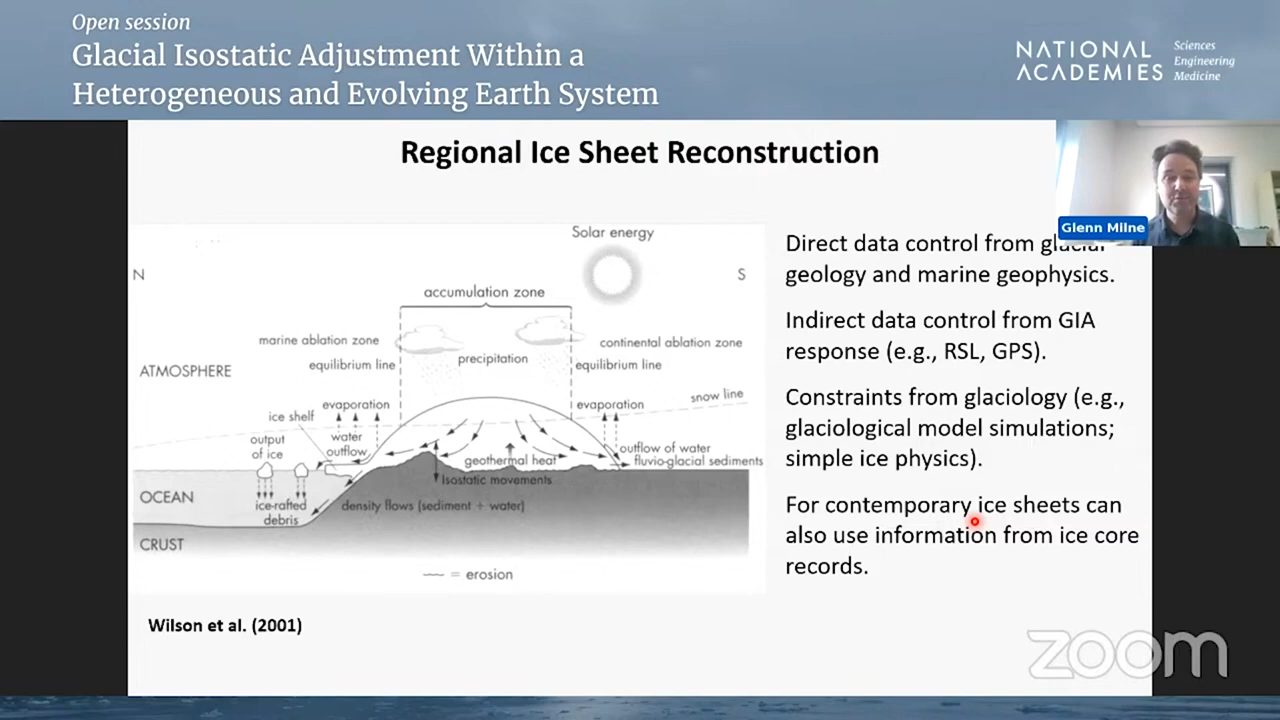 Open session
Glacial Isostatic Adjustment Within a
Heterogeneous and Evolving Earth System
NATIONAL
ACADEMIES
Sciences
Engineering
Medicine
Regional Ice Sheet Reconstruction
Glenn Milne
Solar energy
N
S
accumulation zone
marine ablation zone
continental ablation zone
equilibrium line
precipitation
equilibrium line
ATMOSPHERE
snow line
evaporation
evaporation
ice shelf
output
of ice
water
outflow
outflow of water
fluvio-glacial sediments
geothermal heat
Isostatic movements
OCEAN
ice-rafted
debris
density flows (sediment + water)
CRUST
= erosion
Wilson et al. (2001)
Direct data control from glacial
geology and marine geophysics.
Indirect data control from GIA
response (e.g., RSL, GPS).
Constraints from glaciology (e.g.,
glaciological model simulations;
simple ice physics).
For contemporary ice sheets can
also use information from ice core
records.
zoom